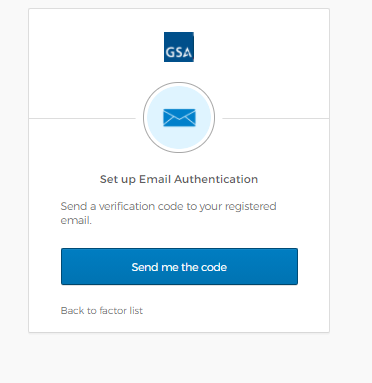 GSA
Set up Email Authentication
Send a verification code to your registered
email.
Send me the code
Back to factor list